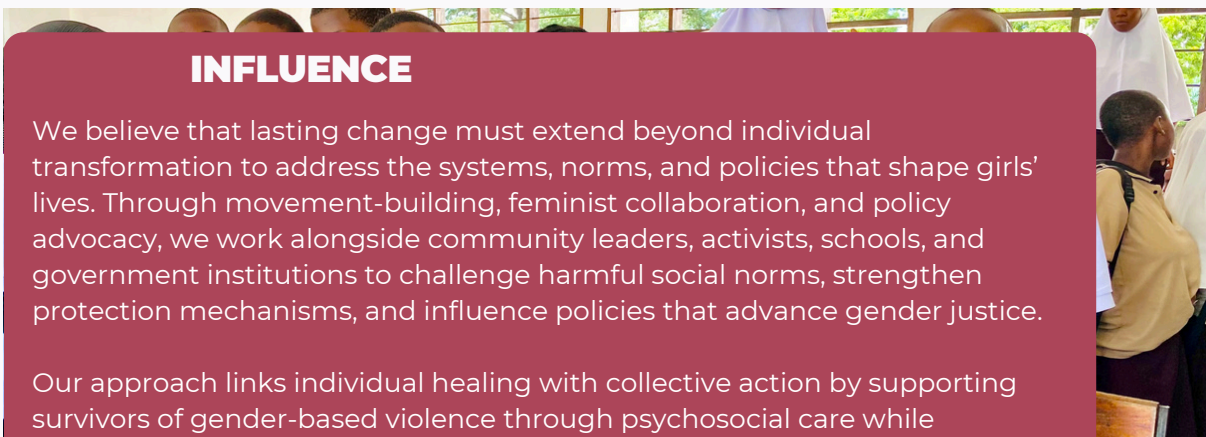 INFLUENCE
We believe that lasting change must extend beyond individual
transformation to address the systems, norms, and policies that shape girls’
lives. Through movement-building, feminist collaboration, and policy
advocacy, we work alongside community leaders, activists, schools, and
government institutions to challenge harmful social norms, strengthen
protection mechanisms, and influence policies that advance gender justice.
Our approach links individual healing with collective action by supporting
survivors of gender-based violence through psychosocial care while